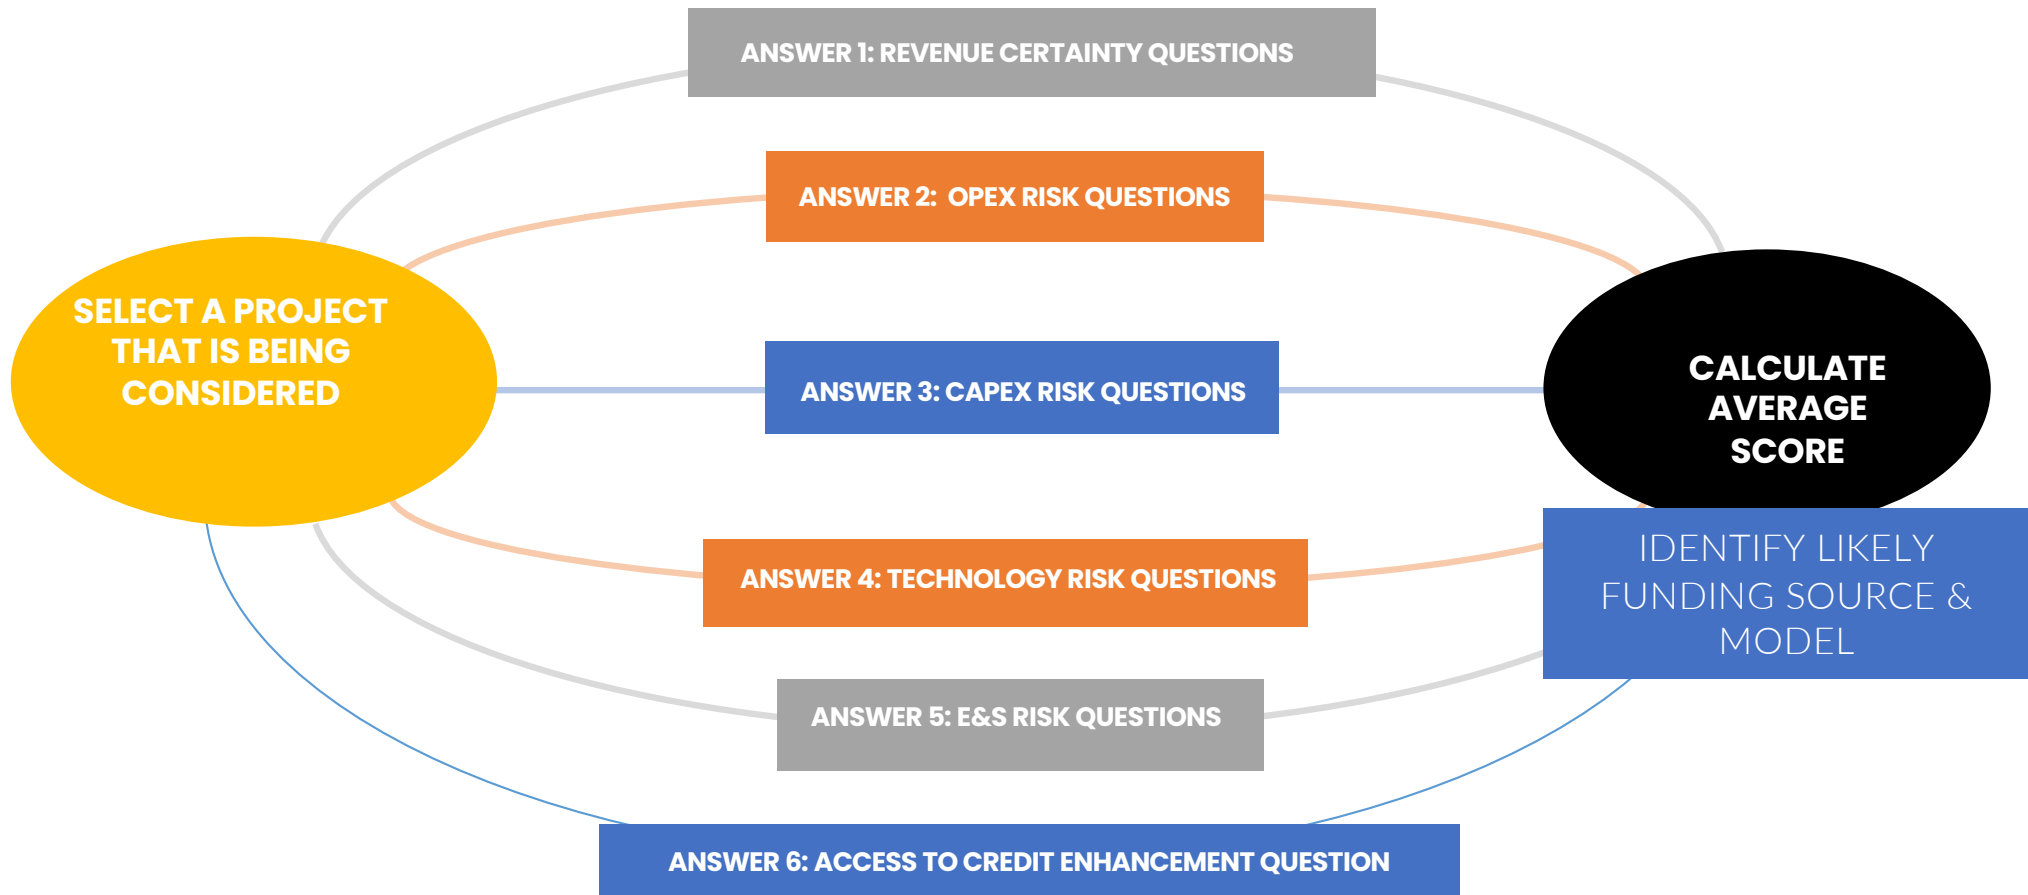 ANSWER 1: REVENUE CERTAINTY QUESTIONS
ANSWER 2: OPEX RISK QUESTIONS
SELECT A PROJECT
THAT IS BEING
CONSIDERED
ANSWER 3: CAPEX RISK QUESTIONS
CALCULATE
AVERAGE
SCORE
ANSWER 4: TECHNOLOGY RISK QUESTIONS
IDENTIFY LIKELY
FUNDING SOURCE &
MODEL
ANSWER 5: E&S RISK QUESTIONS
ANSWER 6: ACCESS TO CREDIT ENHANCEMENT QUESTION